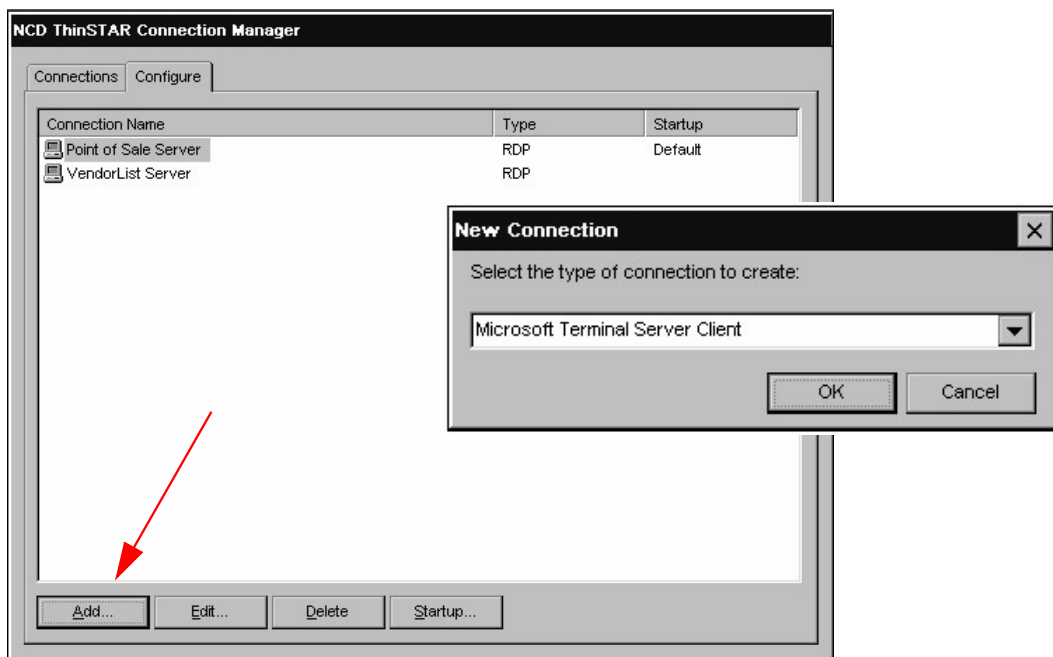 NCD ThinSTAR Connection Manager
Connections Configure
Connection Name Type Startup
Point of Sale Server RDP Default
VendorList Server RDP
New Connection
Select the type of connection to create:
Microsoft Terminal Server Client
OK Cancel
Add... Edit... Delete Startup...